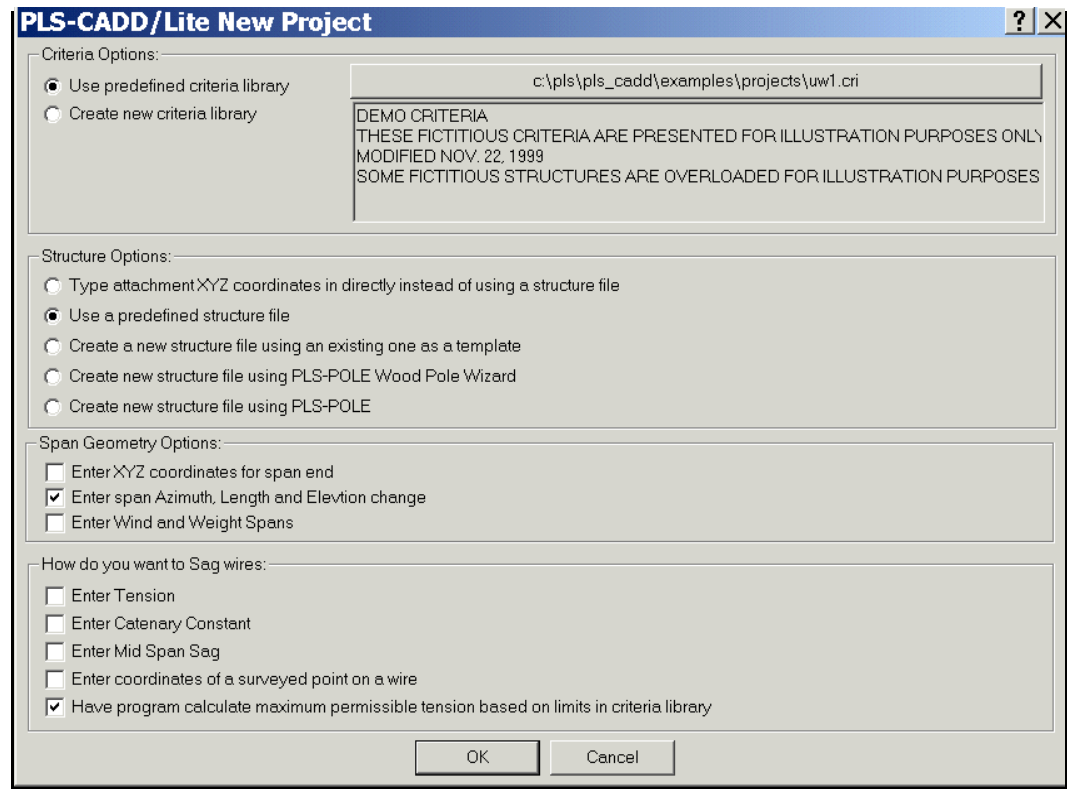 PLS-CADD/Lite New Project
Criteria Options:
Use predefined criteria library
c:\pls\pls_cadd\examples\projects\uw1.cri
Create new criteria library
DEMO CRITERIA
THESE FICTITIOUS CRITERIA ARE PRESENTED FOR ILLUSTRATION PURPOSES ONLY
MODIFIED NOV. 22, 1999
SOME FICTITIOUS STRUCTURES ARE OVERLOADED FOR ILLUSTRATION PURPOSES
Structure Options:
Type attachment XYZ coordinates in directly instead of using a structure file
Use a predefined structure file
Create a new structure file using an existing one as a template
Create new structure file using PLS-POLE Wood Pole Wizard
Create new structure file using PLS-POLE
Span Geometry Options:
Enter XYZ coordinates for span end
Enter span Azimuth, Length and Elevtion change
Enter Wind and Weight Spans
How do you want to Sag wires:
Enter Tension
Enter Catenary Constant
Enter Mid Span Sag
Enter coordinates of a surveyed point on a wire
Have program calculate maximum permissible tension based on limits in criteria library
OK
Cancel